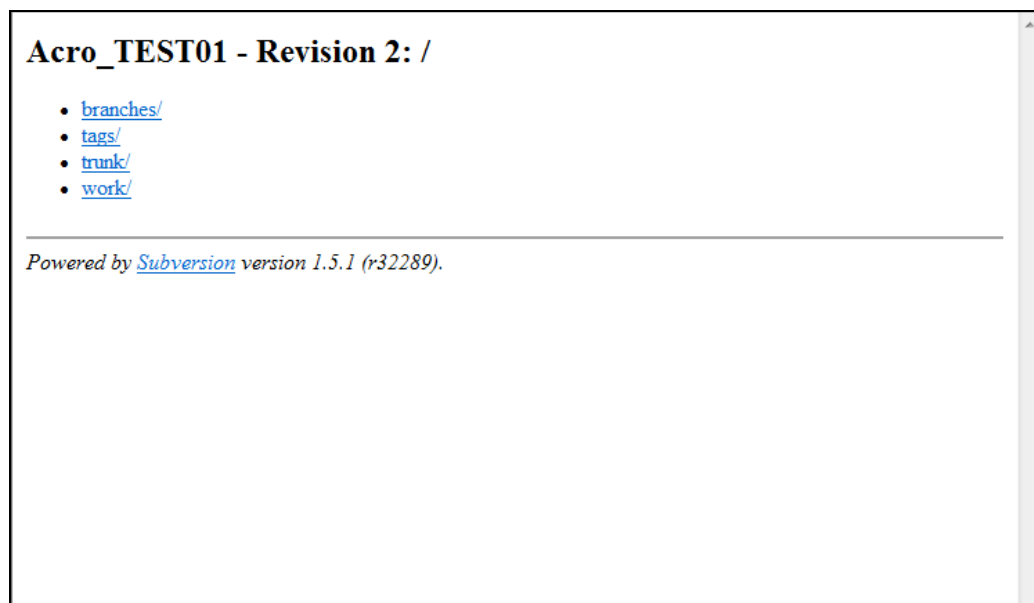 Acro_TEST01 - Revision 2: /
branches/
tags/
trunk/
work/
Powered by Subversion version 1.5.1 (r32289).